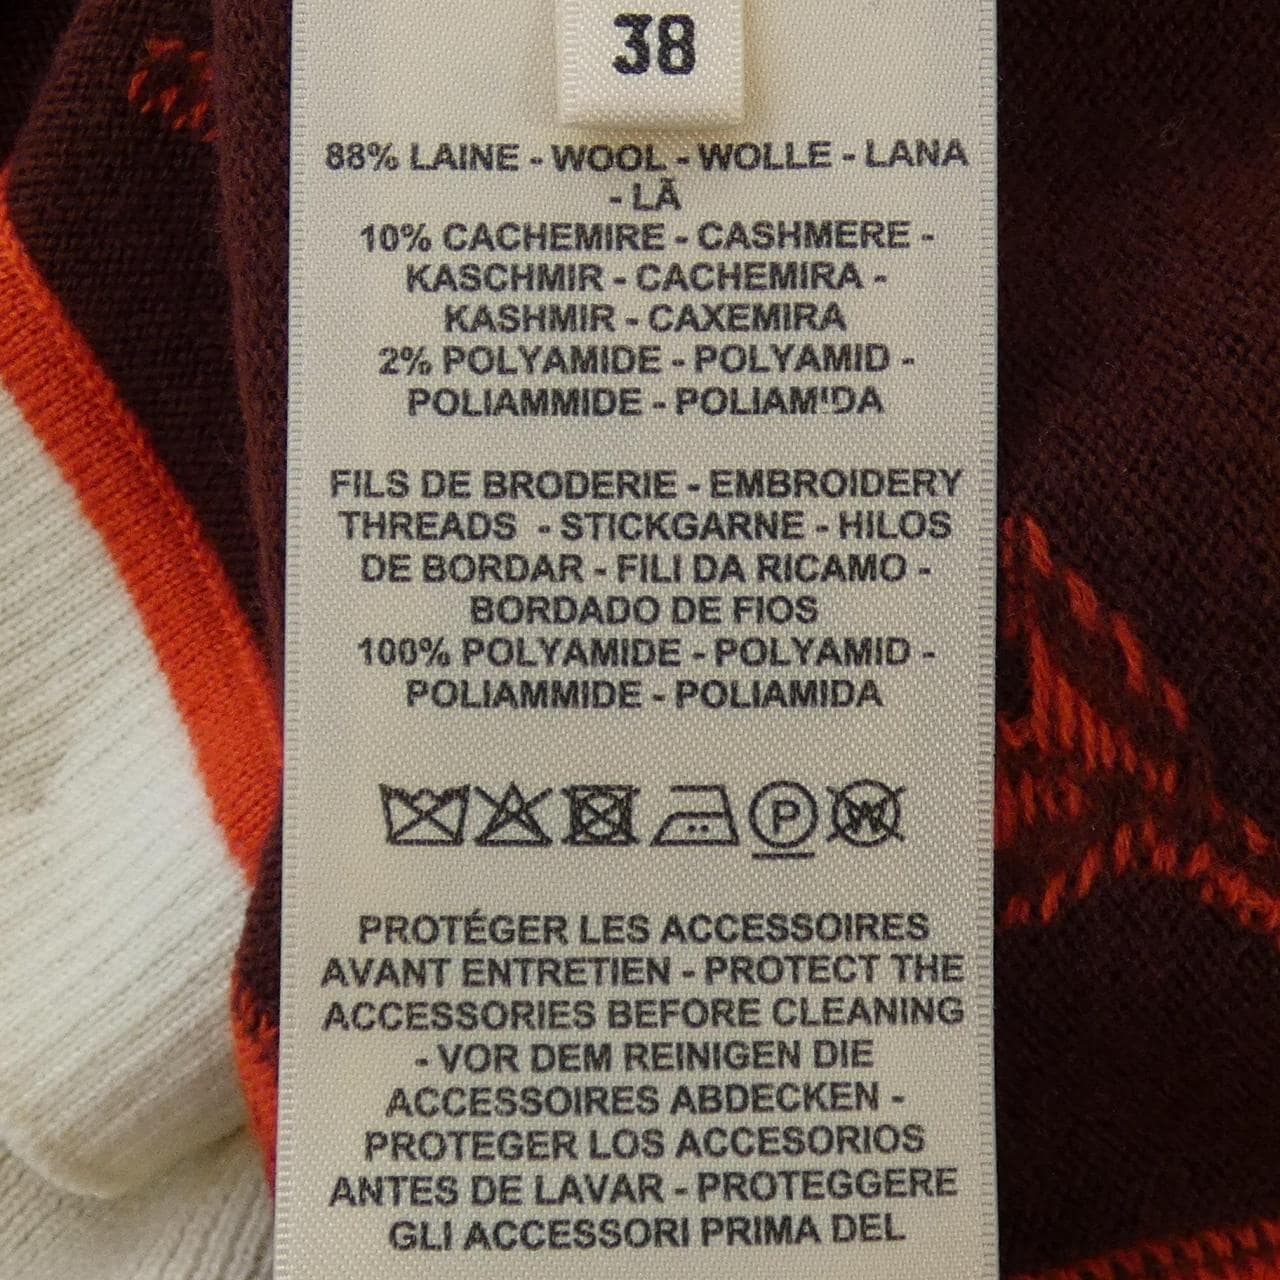 38
88% LAINE - WOOL - WOLLE - LANA
- LÃ
10% CACHEMIRE - CASHMERE -
KASCHMIR - CACHEMIRA -
KASHMIR - CAXEMIRA
2% POLYAMIDE - POLYAMID -
POLIAMMIDE - POLIAMIDA
FILS DE BRODERIE - EMBROIDERY
THREADS - STICKGARNE - HILOS
DE BORDAR - FILI DA RICAMO -
BORDADO DE FIOS
100% POLYAMIDE - POLYAMID -
POLIAMMIDE - POLIAMIDA
P W
PROTÉGER LES ACCESSOIRES
AVANT ENTRETIEN - PROTECT THE
ACCESSORIES BEFORE CLEANING
- VOR DEM REINIGEN DIE
ACCESSOIRES ABDECKEN -
PROTEGER LOS ACCESORIOS
ANTES DE LAVAR - PROTEGGERE
GLI ACCESSORI PRIMA DEL